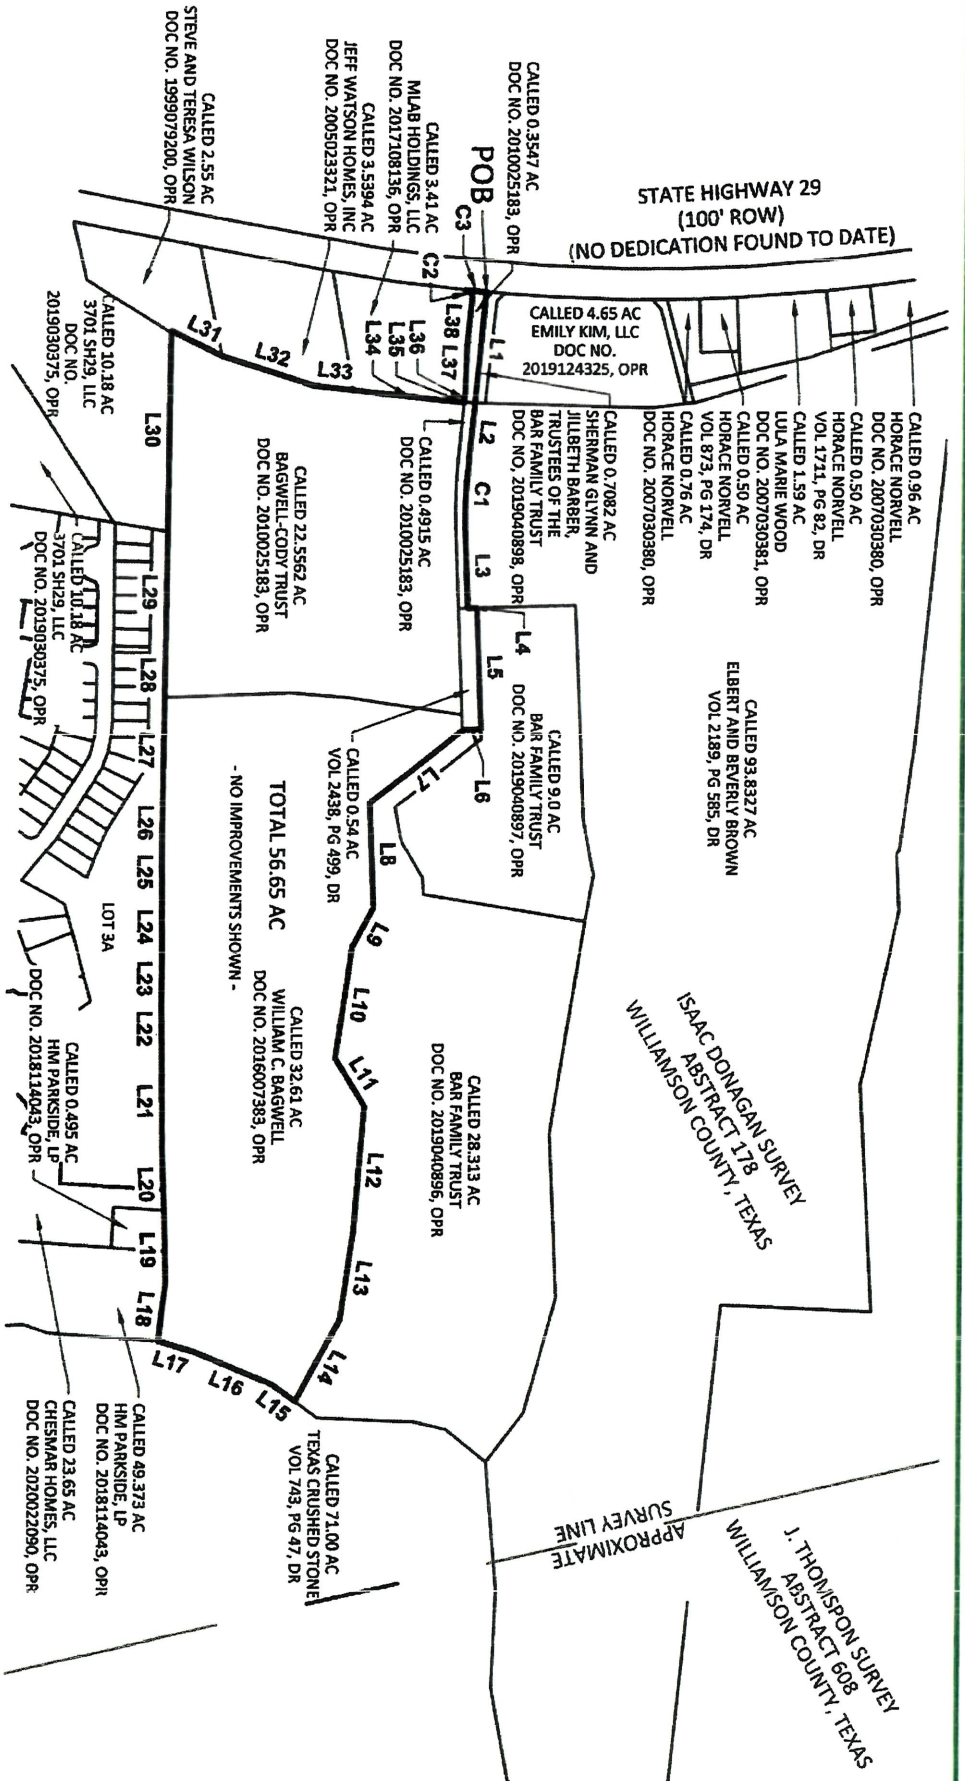 STATE HIGHWAY 29
(100' ROW)
(NO DEDICATION FOUND TO DATE)
CALLED 0.96 AC
HORACE NORVELL
DOC NO. 2007030380, OPR
CALLED 0.50 AC
HORACE NORVELL
VOL 1711, PG 82, DR
CALLED 1.59 AC
LULA MARIE WOOD
DOC NO. 2007030381, OPR
CALLED 0.50 AC
HORACE NORVELL
VOL 873, PG 174, DR
CALLED 0.76 AC
HORACE NORVELL
DOC NO. 2007030380, OPR
CALLED 4.65 AC
EMILY KIM, LLC
DOC NO.
2019124325, OPR
CALLED 0.7082 AC
SHERMAN GLYNN AND
JILLBETH BARBER,
TRUSTEES OF THE
BAR FAMILY TRUST
DOC NO, 2019040898, OPR
CALLED 0.3547 AC
DOC NO. 2010025183, OPR
POB
C3
C2
CALLED 3.41 AC
MLAB HOLDINGS, LLC
DOC NO. 2017108136, OPR
CALLED 3.5394 AC
JEFF WATSON HOMES, INC
DOC NO. 2005023321, OPR
CALLED 2.55 AC
STEVE AND TERESA WILSON
DOC NO. 1999079200, OPR
L1
L2
C1
L3
L4
L5
L6
L7
L8
L9
L10
L11
L12
L13
L14
L15
L16
L17
L18
L19
L20
L21
L22
L23
L24
L25
L26
L27
L28
L29
L30
L31
L32
L33
L34
L35
L36
L37
L38
CALLED 0.4915 AC
DOC NO. 2010025183, OPR
CALLED 22.5562 AC
BAGWELL-CODY TRUST
DOC NO. 2010025183, OPR
CALLED 10.18 AC
3701 SH29, LLC
DOC NO.
2019030375, OPR
CALLED 10.18 AC
3701 SH29, LLC
DOC NO. 2019030375, OPR
CALLED 93.8327 AC
ELBERT AND BEVERLY BROWN
VOL 2189, PG 585, DR
CALLED 9.0 AC
BAR FAMILY TRUST
DOC NO. 2019040897, OPR
CALLED 0.54 AC
VOL 2438, PG 499, DR
TOTAL 56.65 AC
- NO IMPROVEMENTS SHOWN -
CALLED 32.61 AC
WILLIAM C. BAGWELL
DOC NO. 2016007383, OPR
CALLED 28.313 AC
BAR FAMILY TRUST
DOC NO. 2019040896, OPR
LOT 3A
CALLED 0.495 AC
HM PARKSIDE, LP
DOC NO. 2018114043, OPR
CALLED 49.373 AC
HM PARKSIDE, LP
DOC NO. 2018114043, OPR
CALLED 23.65 AC
CHESMAR HOMES, LLC
DOC NO. 2020022090, OPR
CALLED 71.00 AC
TEXAS CRUSHED STONE
VOL 743, PG 47, DR
ISAAC DONAGAN SURVEY
ABSTRACT 178
WILLIAMSON COUNTY, TEXAS
APPROXIMATE
SURVEY LINE
J. THOMSPON SURVEY
ABSTRACT 608
WILLIAMSON COUNTY, TEXAS